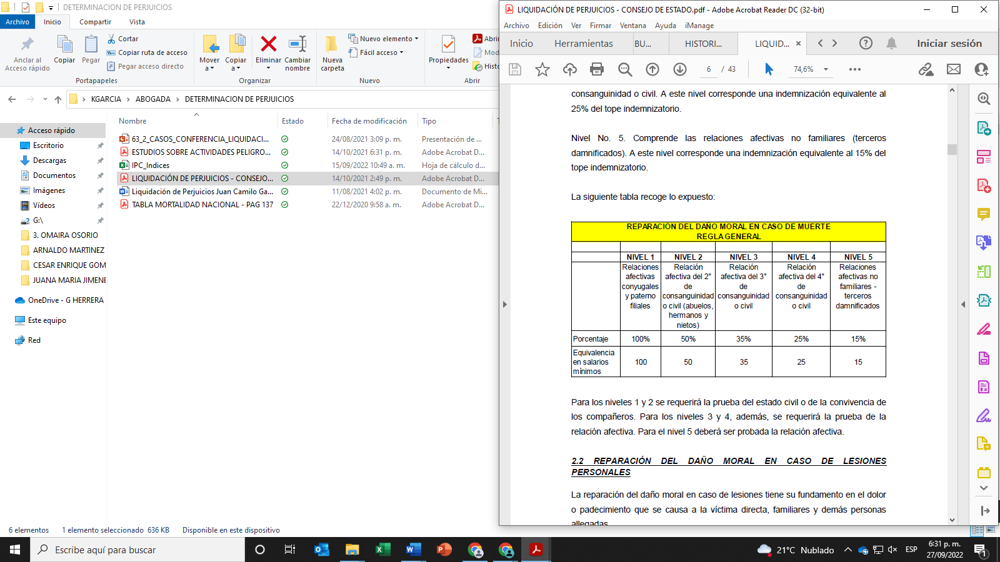 DETERMINACION DE PERJUICIOS
Archivo Inicio Compartir Vista
Anclar al Acceso rápido
Copiar
Pegar
Cortar
Copiar ruta de acceso
Pegar acceso directo
Portapapeles
Mover a
Copiar a
Eliminar
Cambiar nombre
Organizar
Nueva carpeta
Nuevo elemento
Fácil acceso
Nuevo
Propiedades
Abrir
Mod
Histo
Abrir
KGARCIA > ABOGADA > DETERMINACION DE PERJUICIOS
Nombre Estado Fecha de modificación Tipo
63_2_CASOS_CONFERENCIA_LIQUIDACI... 24/08/2021 3:09 p. m. Presentación de ...
ESTUDIOS SOBRE ACTIVIDADES PELIGRO... 14/10/2021 6:31 p. m. Adobe Acrobat D...
IPC_Indices 15/09/2022 10:49 a. m. Hoja de cálculo d...
LIQUIDACIÓN DE PERJUICIOS - CONSEJO... 14/10/2021 2:49 p. m. Adobe Acrobat D...
Liquidación de Perjuicios Juan Camilo Ga... 11/08/2021 4:02 p. m. Documento de Mi...
TABLA MORTALIDAD NACIONAL - PAG 137 22/12/2020 9:58 a. m. Adobe Acrobat D...
Acceso rápido
Escritorio
Descargas
Documentos
Imágenes
Vídeos
G:\
3. OMAIRA OSORIO
ARNALDO MARTINEZ
CESAR ENRIQUE GOM
JUANA MARIA JIMENE
OneDrive - G HERRERA
Este equipo
Red
6 elementos 1 elemento seleccionado 636 KB Disponible en este dispositivo
LIQUIDACIÓN DE PERJUICIOS - CONSEJO DE ESTADO.pdf - Adobe Acrobat Reader DC (32-bit)
Archivo Edición Ver Firmar Ventana Ayuda iManage
Inicio Herramientas BU... HISTORI... LIQUID... Iniciar sesión
6 / 43 74,6%
consanguinidad o civil. A este nivel corresponde una indemnización equivalente al
25% del tope indemnizatorio.
Nivel No. 5. Comprende las relaciones afectivas no familiares (terceros
damnificados). A este nivel corresponde una indemnización equivalente al 15% del
tope indemnizatorio.
La siguiente tabla recoge lo expuesto:
REPARACIÓN DEL DAÑO MORAL EN CASO DE MUERTE
REGLA GENERAL
NIVEL 1 NIVEL 2 NIVEL 3 NIVEL 4 NIVEL 5
Relaciones afectivas conyugales y paterno filiales
Relación afectiva del 2° de consanguinidad o civil (abuelos, hermanos y nietos)
Relación afectiva del 3° de consanguinidad o civil
Relación afectiva del 4° de consanguinidad o civil
Relaciones afectivas no familiares - terceros damnificados
Porcentaje 100% 50% 35% 25% 15%
Equivalencia en salarios mínimos 100 50 35 25 15
Para los niveles 1 y 2 se requerirá la prueba del estado civil o de la convivencia de
los compañeros. Para los niveles 3 y 4, además, se requerirá la prueba de la
relación afectiva. Para el nivel 5 deberá ser probada la relación afectiva.
2.2 REPARACIÓN DEL DAÑO MORAL EN CASO DE LESIONES
PERSONALES
La reparación del daño moral en caso de lesiones tiene su fundamento en el dolor
o padecimiento que se causa a la víctima directa, familiares y demás personas
allegadas
Escribe aquí para buscar
21°C Nublado
ESP
6:31 p. m.
27/09/2022
1